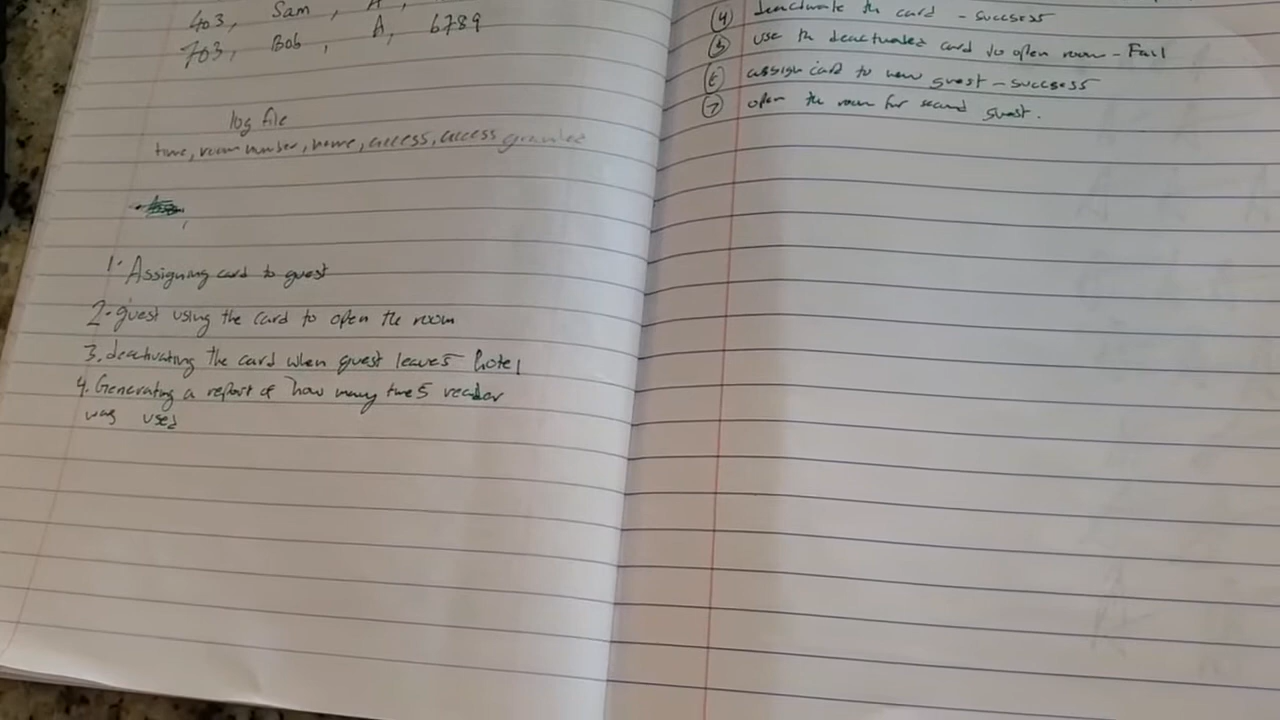 403, Sam ,
703, Bob , A, 6789
log file
time, room number, name, access, access granted
1. Assigning card to guest
2. guest using the card to open the room
3. deactivating the card when guest leaves hotel
4. Generating a report of how many times reader
was used
(4) deactivate the card - success
use the deactivated card to open room - Fail
assign card to new guest - success
(7) open the room for second guest.